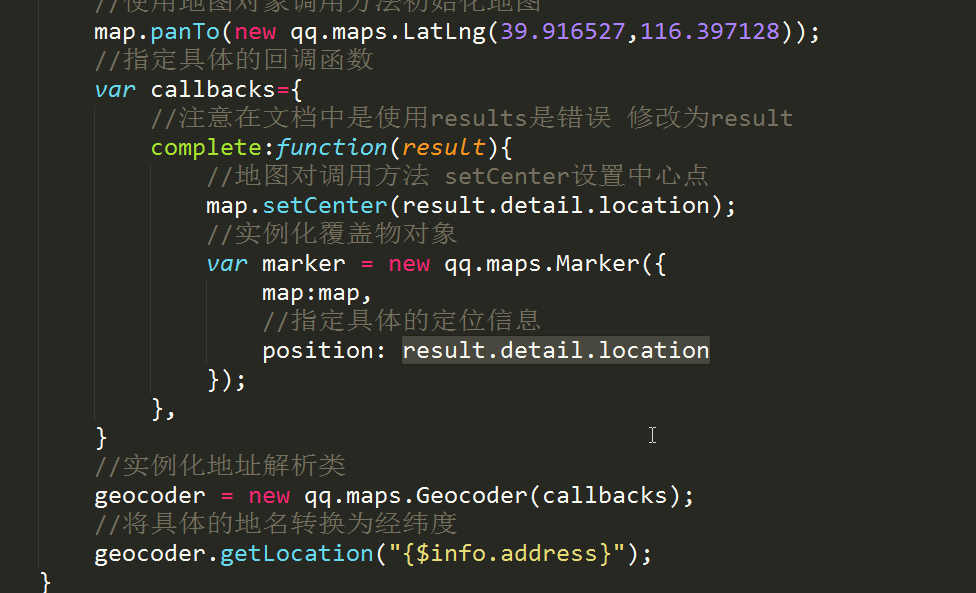 //使用地图对象调用方法初始化地图
map.panTo(new qq.maps.LatLng(39.916527,116.397128));
//指定具体的回调函数
var callbacks={
//注意在文档中是使用results是错误 修改为result
complete:function(result){
//地图对调用方法 setCenter设置中心点
map.setCenter(result.detail.location);
//实例化覆盖物对象
var marker = new qq.maps.Marker({
map:map,
//指定具体的定位信息
position: result.detail.location
});
},
}
//实例化地址解析类
geocoder = new qq.maps.Geocoder(callbacks);
//将具体的地名转换为经纬度
geocoder.getLocation("{$info.address}");
}